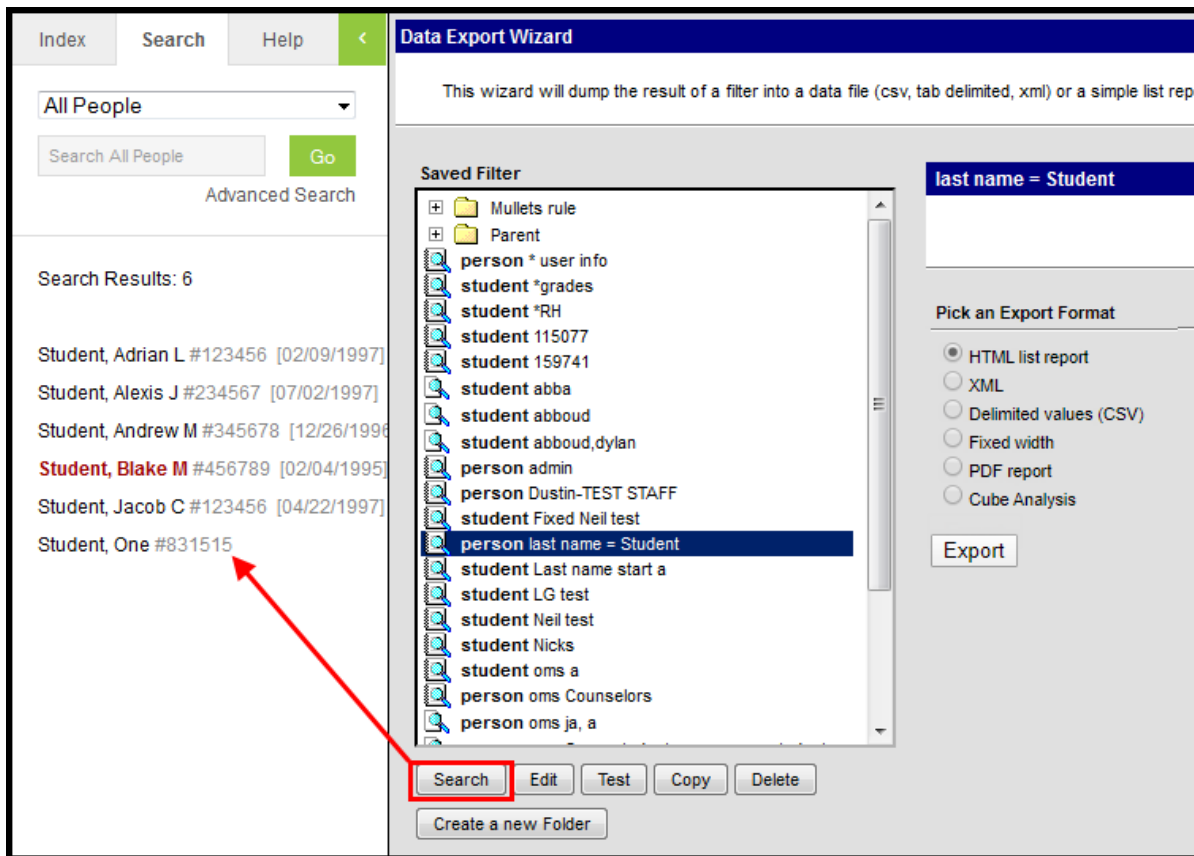 Index Search Help <
All People
Search All People Go
Advanced Search
Search Results: 6
Student, Adrian L #123456 [02/09/1997]
Student, Alexis J #234567 [07/02/1997]
Student, Andrew M #345678 [12/26/1996
Student, Blake M #456789 [02/04/1995]
Student, Jacob C #123456 [04/22/1997]
Student, One #831515
Data Export Wizard
This wizard will dump the result of a filter into a data file (csv, tab delimited, xml) or a simple list rep
Saved Filter
Mullets rule
Parent
person * user info
student *grades
student *RH
student 115077
student 159741
student abba
student abboud
student abboud,dylan
person admin
person Dustin-TEST STAFF
student Fixed Neil test
person last name = Student
student Last name start a
student LG test
student Neil test
student Nicks
student oms a
person oms Counselors
person oms ja, a
Search Edit Test Copy Delete
Create a new Folder
last name = Student
Pick an Export Format
HTML list report
XML
Delimited values (CSV)
Fixed width
PDF report
Cube Analysis
Export